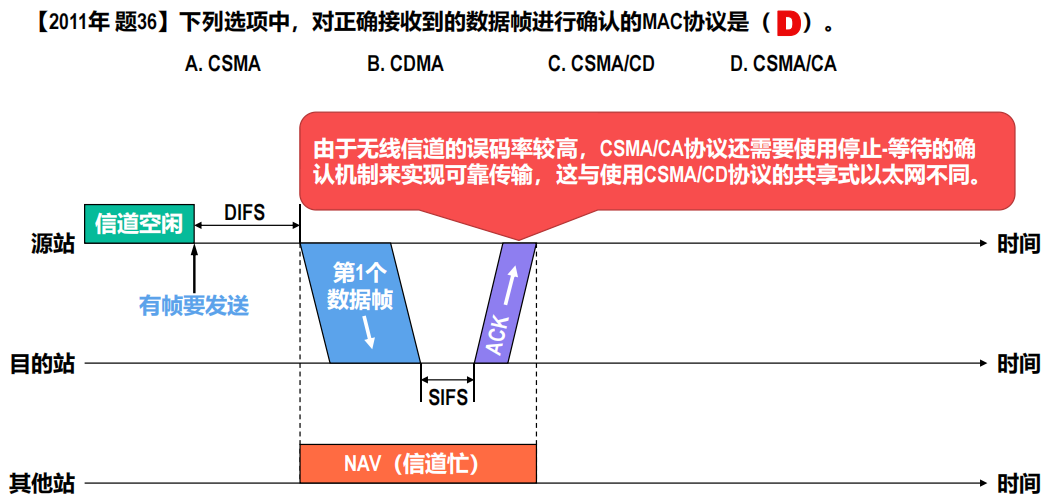 【2011年 题36】下列选项中，对正确接收到的数据帧进行确认的MAC协议是（ D ）。
A. CSMA B. CDMA C. CSMA/CD D. CSMA/CA
由于无线信道的误码率较高，CSMA/CA协议还需要使用停止-等待的确
认机制来实现可靠传输，这与使用CSMA/CD协议的共享式以太网不同。
信道空闲
DIFS
源站
时间
有帧要发送
第1个
数据帧
ACK
目的站
时间
SIFS
NAV（信道忙）
其他站
时间